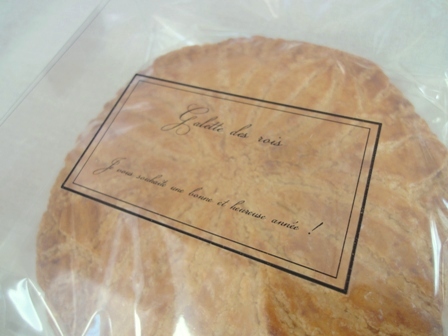 Galette des rois
Je vous souhaite une bonne et heureuse année !